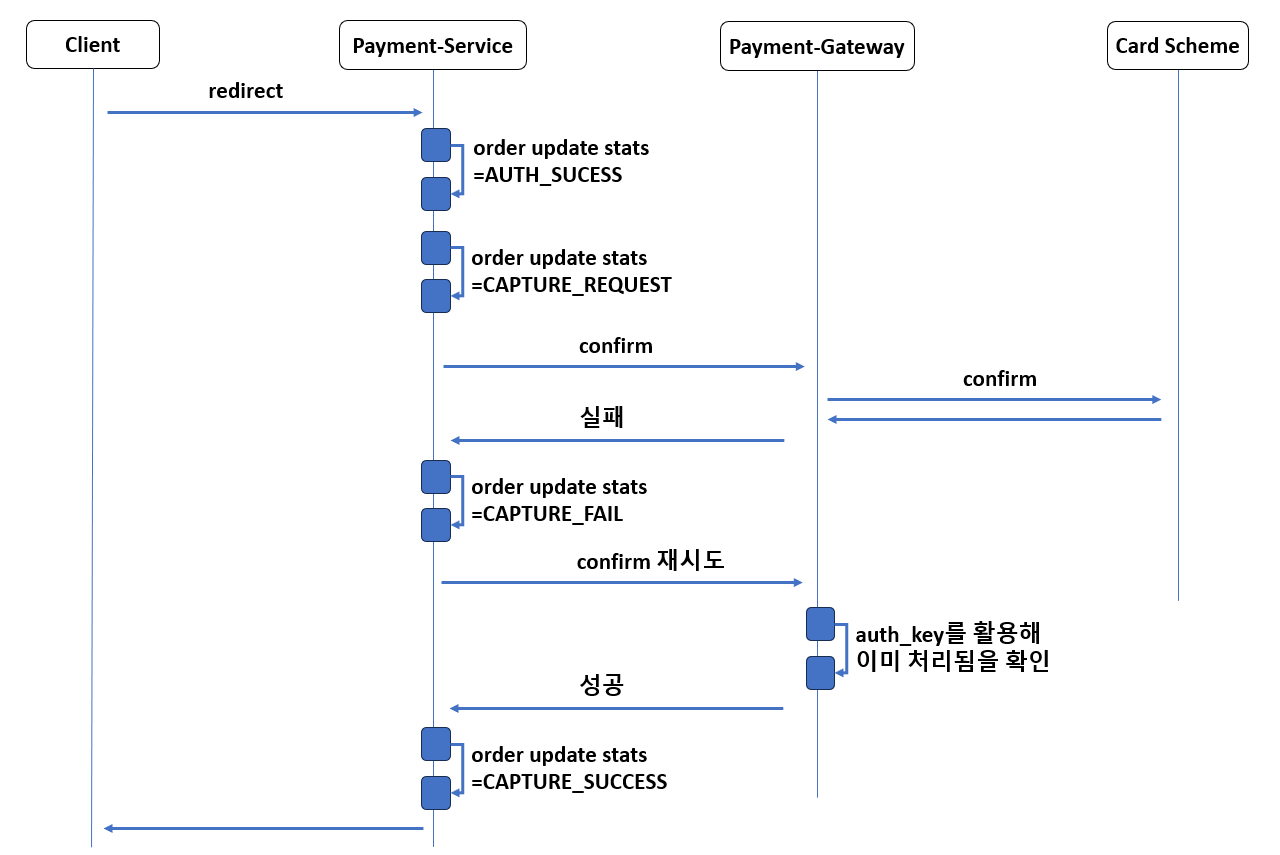 Client
Payment-Service
Payment-Gateway
Card Scheme
redirect
order update stats
=AUTH_SUCESS
order update stats
=CAPTURE_REQUEST
confirm
confirm
실패
order update stats
=CAPTURE_FAIL
confirm 재시도
auth_key를 활용해
이미 처리됨을 확인
성공
order update stats
=CAPTURE_SUCCESS